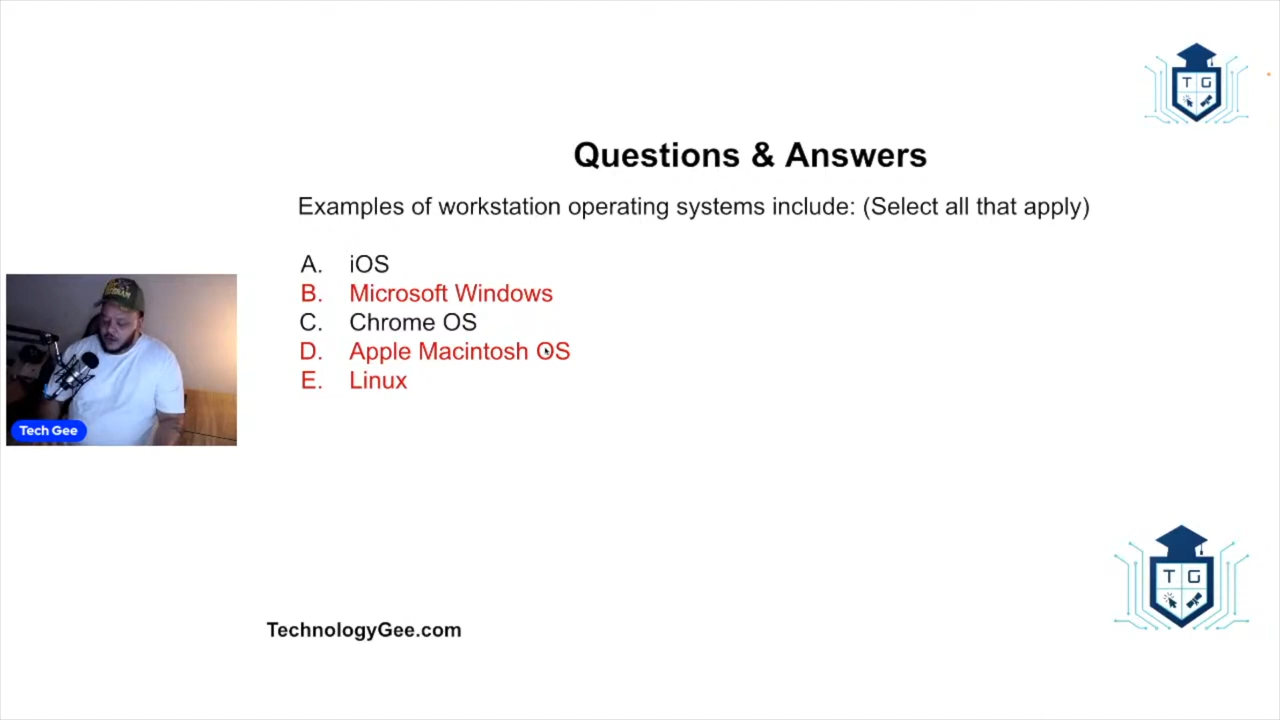 T G
Questions & Answers
Examples of workstation operating systems include: (Select all that apply)
A. iOS
B. Microsoft Windows
C. Chrome OS
D. Apple Macintosh OS
E. Linux
Tech Gee
T G
TechnologyGee.com